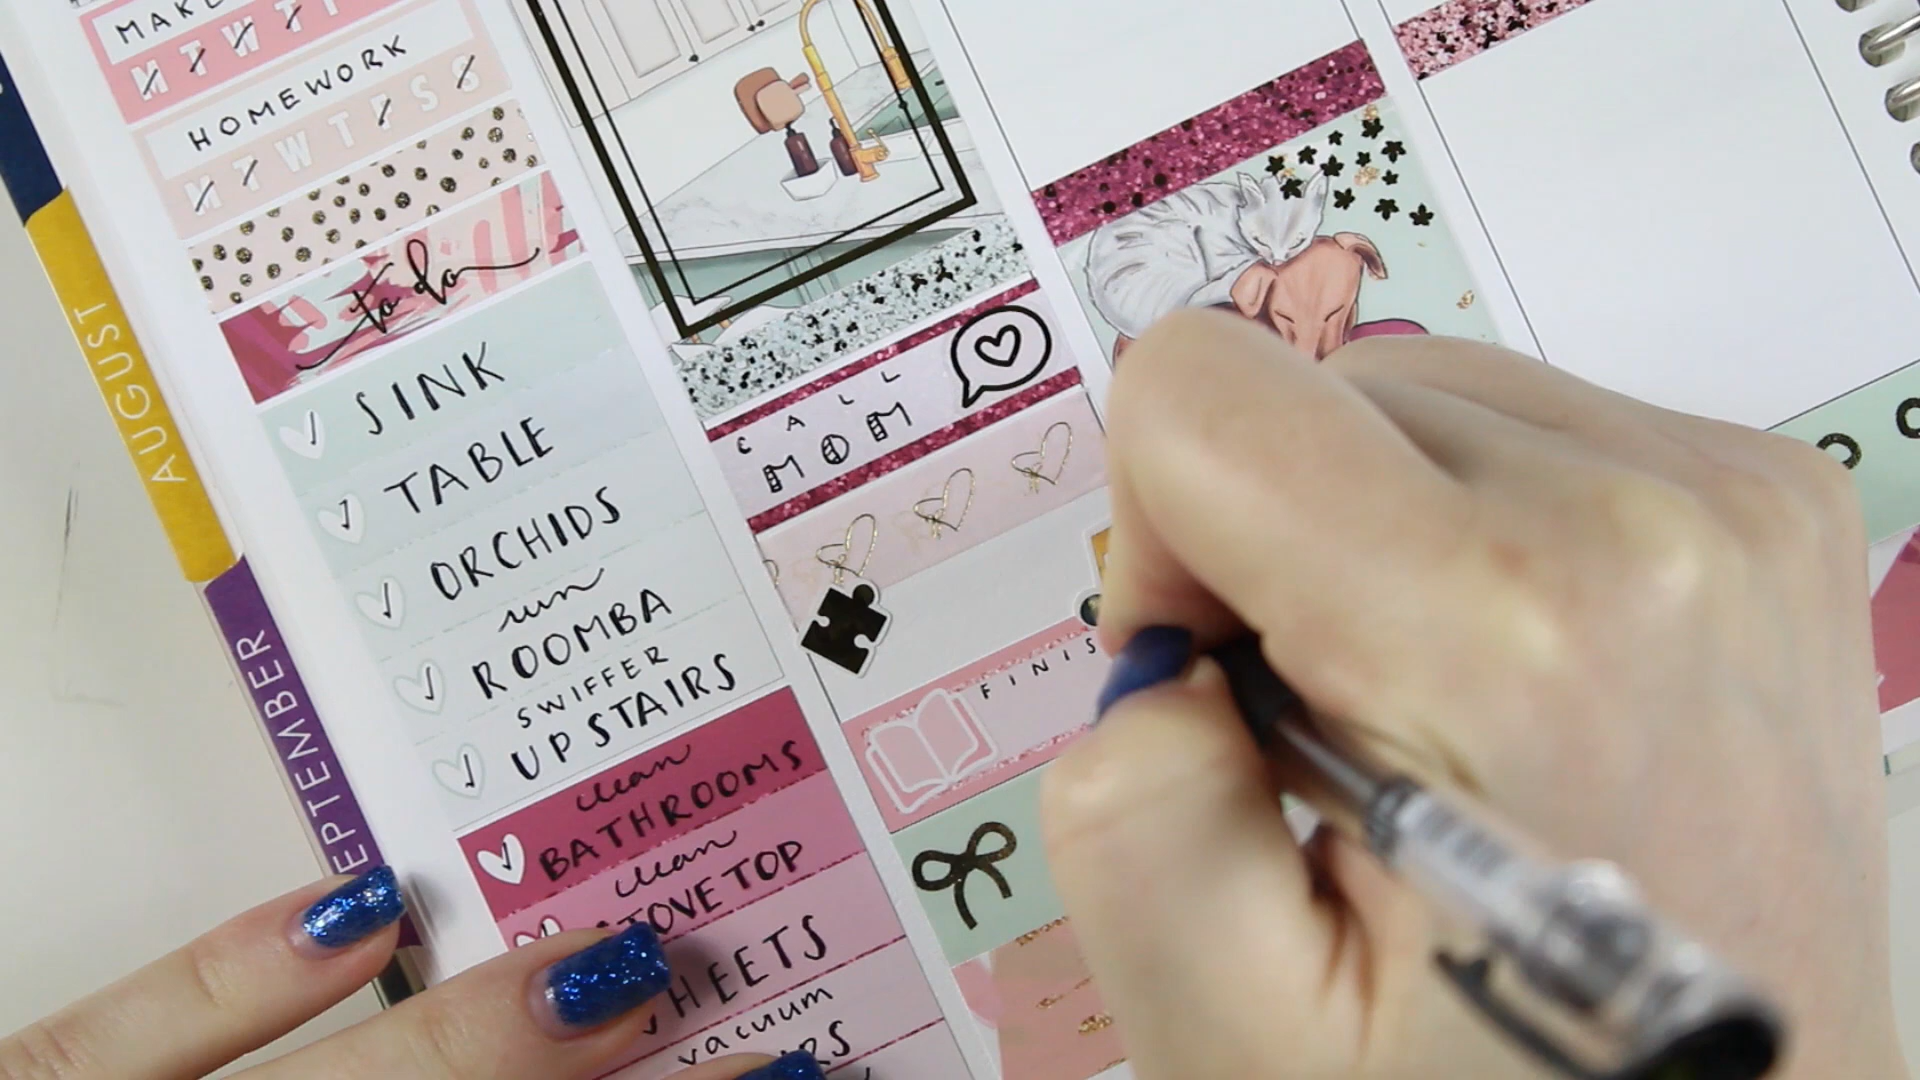 MAKE
M T W T
HOMEWORK
M T W T F S S
M T W T F S S
to do
SINK
TABLE
ORCHIDS
run
ROOMBA
SWIFFER
UPSTAIRS
clean
BATHROOMS
clean
STOVE TOP
SHEETS
vacuum
CALL
MOM
FINIS
AUGUST
SEPTEMBER